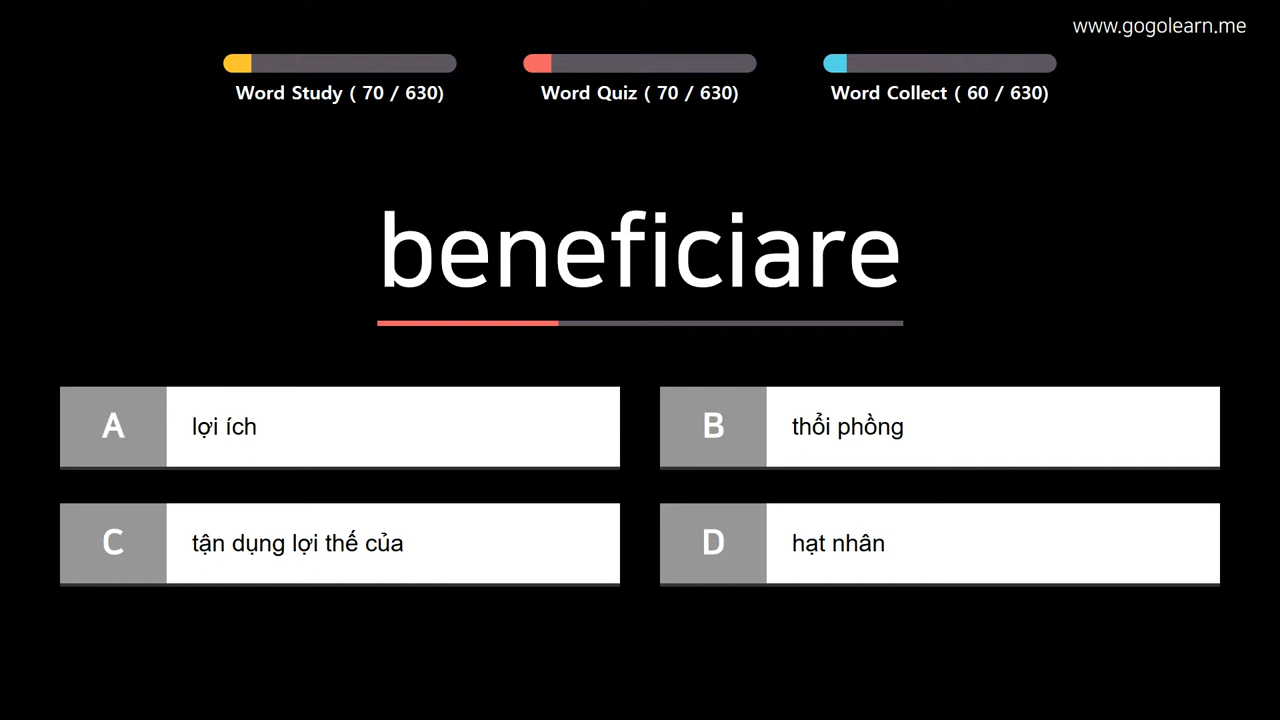 www.gogolearn.me
Word Study ( 70 / 630)
Word Quiz ( 70 / 630)
Word Collect ( 60 / 630)
beneficiare
A
lợi ích
B
thổi phồng
C
tận dụng lợi thế của
D
hạt nhân